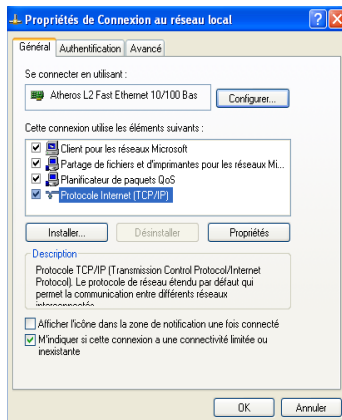 Propriétés de Connexion au réseau local
Général
Authentification
Avancé
Se connecter en utilisant :
Atheros L2 Fast Ethernet 10/100 Bas
Configurer...
Cette connexion utilise les éléments suivants :
Client pour les réseaux Microsoft
Partage de fichiers et d'imprimantes pour les réseaux Mi...
Planificateur de paquets QoS
Protocole Internet (TCP/IP)
Installer...
Désinstaller
Propriétés
Description
Protocole TCP/IP (Transmission Control Protocol/Internet
Protocol). Le protocole de réseau étendu par défaut qui
permet la communication entre différents réseaux
interconnectés
Afficher l'icône dans la zone de notification une fois connecté
M'indiquer si cette connexion a une connectivité limitée ou
inexistante
OK
Annuler